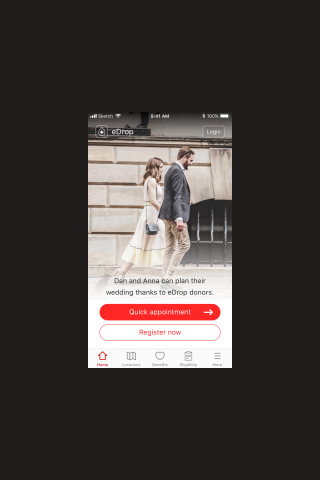 Sketch 9:41 AM 100%
eDrop Login
Dan and Anna can plan their
wedding thanks to eDrop donors.
Quick appointment
Register now
Home Locations Benefits Eligibility More